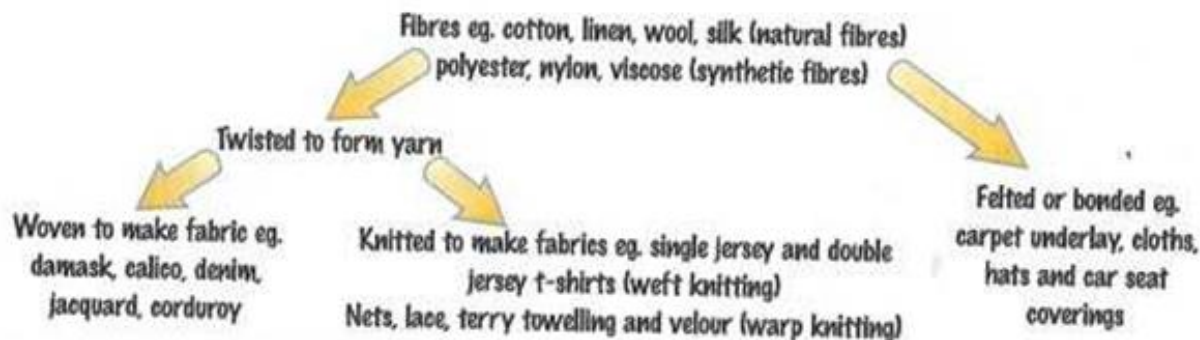 Fibres eg. cotton, linen, wool, silk (natural fibres)
polyester, nylon, viscose (synthetic fibres)
Twisted to form yarn
Woven to make fabric eg.
damask, calico, denim,
jacquard, corduroy
Knitted to make fabrics eg. single jersey and double
jersey t-shirts (weft knitting)
Nets, lace, terry towelling and velour (warp knitting)
Felted or bonded eg.
carpet underlay, cloths,
hats and car seat
coverings